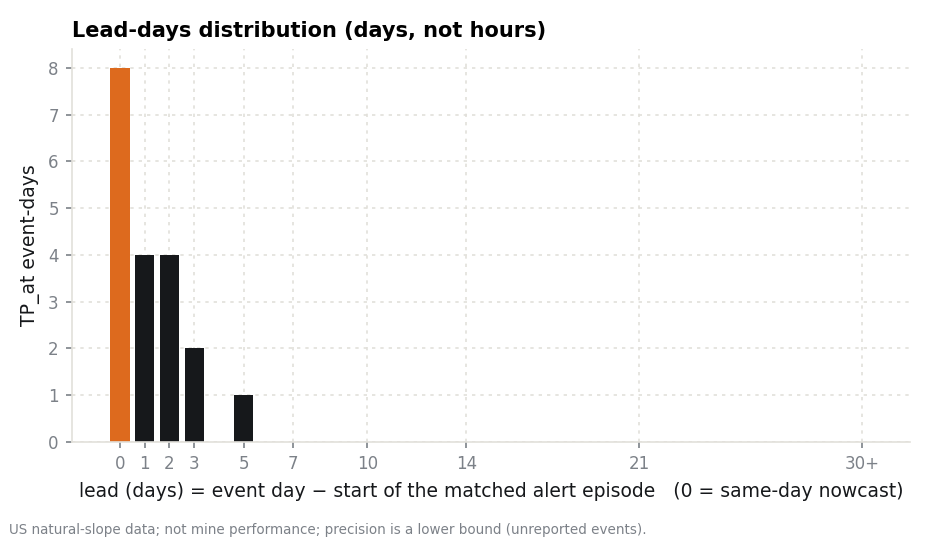 Lead-days distribution (days, not hours)
TP_at event-days
8
7
6
5
4
3
2
1
0
0 1 2 3 5 7 10 14 21 30+
lead (days) = event day − start of the matched alert episode (0 = same-day nowcast)
US natural-slope data; not mine performance; precision is a lower bound (unreported events).